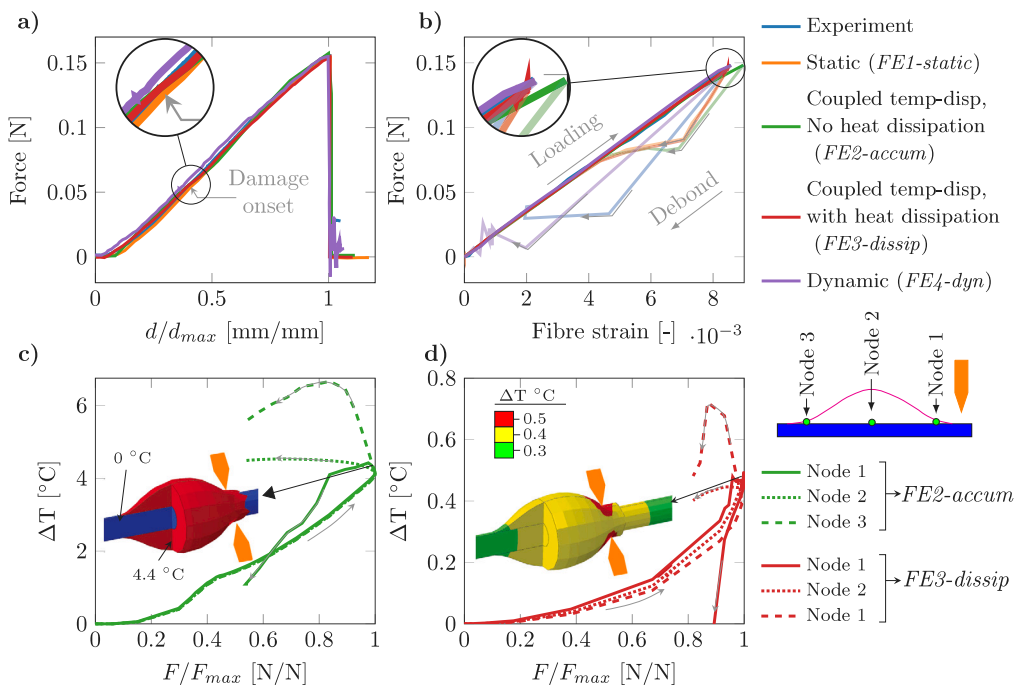 a)
0.15
0.1
0.05
0
Force [N]
Damage
onset
0
0.5
1
d/d_max [mm/mm]
b)
0.15
0.1
0.05
0
Force [N]
Loading
Debond
0
2
4
6
8
Fibre strain [-]
·10⁻³
Experiment
Static (FE1-static)
Coupled temp-disp,
No heat dissipation
(FE2-accum)
Coupled temp-disp,
with heat dissipation
(FE3-dissip)
Dynamic (FE4-dyn)
c)
6
4
2
0
ΔT [°C]
0 °C
4.4 °C
0
0.2
0.4
0.6
0.8
1
F/F_max [N/N]
d)
0.8
0.6
0.4
0.2
0
ΔT [°C]
ΔT °C
0.5
0.4
0.3
0
0.2
0.4
0.6
0.8
1
F/F_max [N/N]
Node 3
Node 2
Node 1
Node 1
Node 2
Node 3
FE2-accum
Node 1
Node 2
Node 1
FE3-dissip